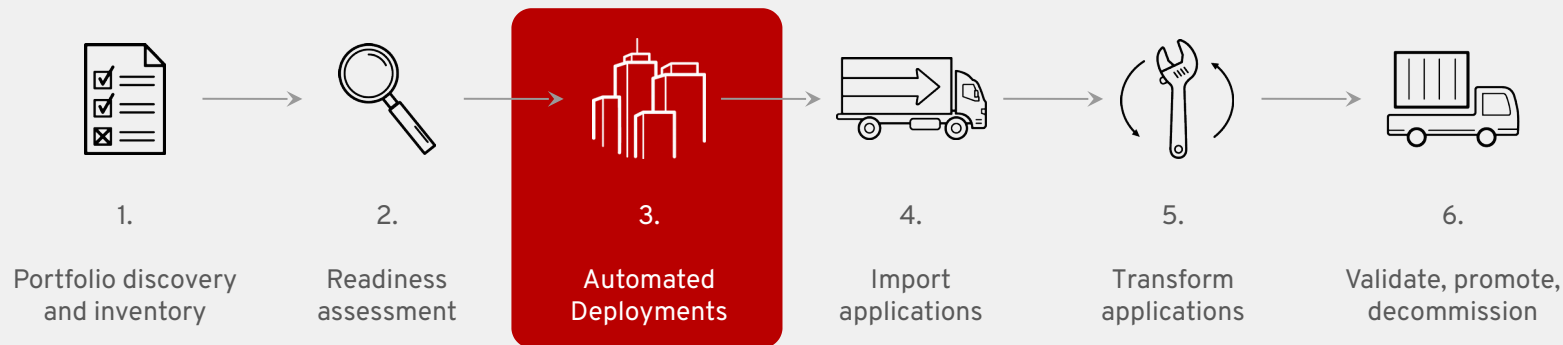 1.
Portfolio discovery
and inventory
2.
Readiness
assessment
3.
Automated
Deployments
4.
Import
applications
5.
Transform
applications
6.
Validate, promote,
decommission